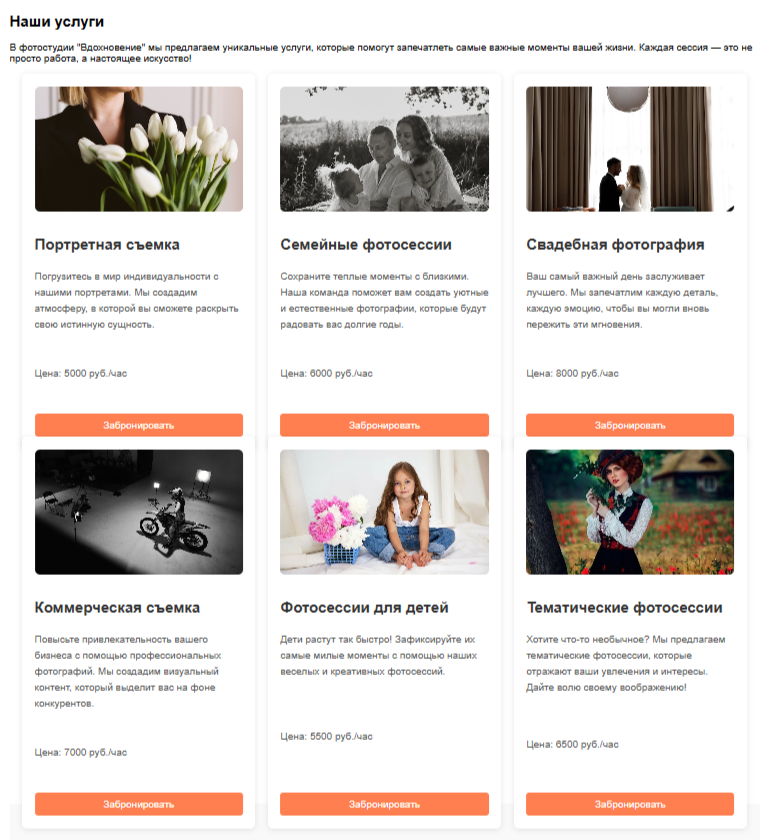 Наши услуги
В фотостудии "Вдохновение" мы предлагаем уникальные услуги, которые помогут запечатлеть самые важные моменты вашей жизни. Каждая сессия — это не
просто работа, а настоящее искусство!
Портретная съемка
Погрузитесь в мир индивидуальности с
нашими портретами. Мы создадим
атмосферу, в которой вы сможете раскрыть
свою истинную сущность.
Цена: 5000 руб./час
Забронировать
Семейные фотосессии
Сохраните теплые моменты с близкими.
Наша команда поможет вам создать уютные
и естественные фотографии, которые будут
радовать вас долгие годы.
Цена: 6000 руб./час
Забронировать
Свадебная фотография
Ваш самый важный день заслуживает
лучшего. Мы запечатлим каждую деталь,
каждую эмоцию, чтобы вы могли вновь
пережить эти мгновения.
Цена: 8000 руб./час
Забронировать
Коммерческая съемка
Повысьте привлекательность вашего
бизнеса с помощью профессиональных
фотографий. Мы создадим визуальный
контент, который выделит вас на фоне
конкурентов.
Цена: 7000 руб./час
Забронировать
Фотосессии для детей
Дети растут так быстро! Зафиксируйте их
самые милые моменты с помощью наших
веселых и креативных фотосессий.
Цена: 5500 руб./час
Забронировать
Тематические фотосессии
Хотите что-то необычное? Мы предлагаем
тематические фотосессии, которые
отражают ваши увлечения и интересы.
Дайте волю своему воображению!
Цена: 6500 руб./час
Забронировать